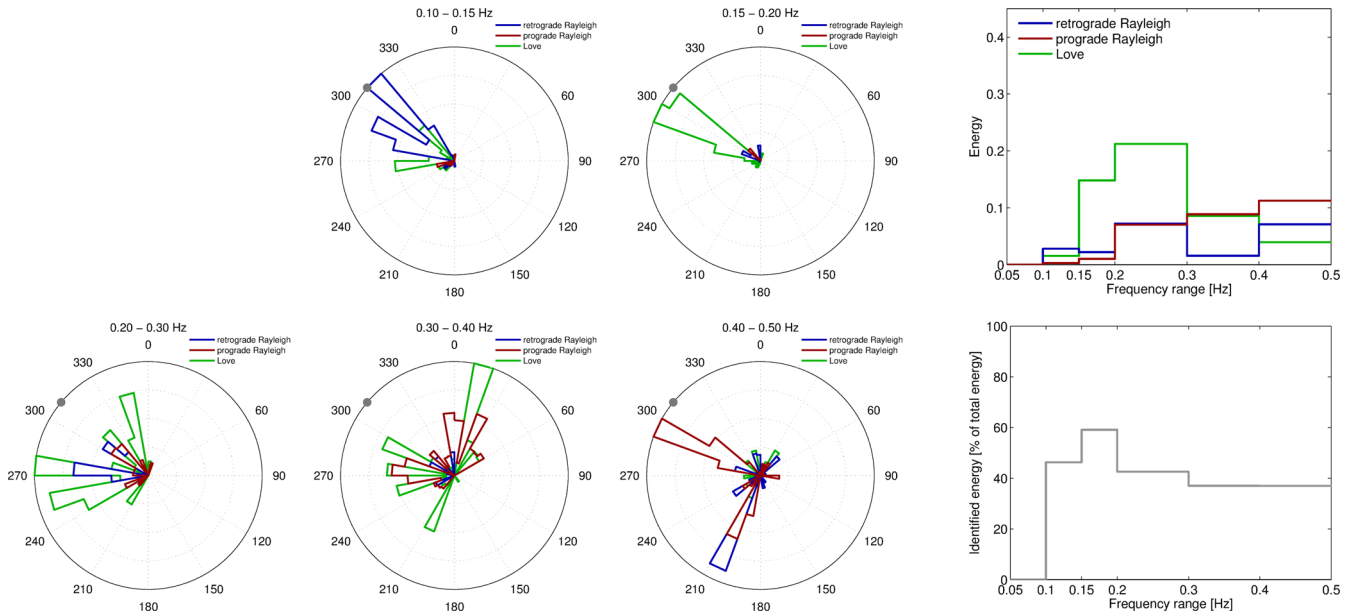 0.10 – 0.15 Hz
retrograde Rayleigh
prograde Rayleigh
Love
0
330
60
300
270
90
240
120
210
150
180
0.15 – 0.20 Hz
retrograde Rayleigh
prograde Rayleigh
Love
0
330
60
300
270
90
240
120
210
150
180
retrograde Rayleigh
prograde Rayleigh
Love
Energy
0.4
0.3
0.2
0.1
0
0.05 0.1 0.15 0.2 0.3 0.4 0.5
Frequency range [Hz]
0.20 – 0.30 Hz
retrograde Rayleigh
prograde Rayleigh
Love
0
330
60
300
270
90
240
120
210
150
180
0.30 – 0.40 Hz
retrograde Rayleigh
prograde Rayleigh
Love
0
330
60
300
270
90
240
120
210
150
180
0.40 – 0.50 Hz
retrograde Rayleigh
prograde Rayleigh
Love
0
330
60
300
270
90
240
120
210
150
180
Identified energy [% of total energy]
100
80
60
40
20
0
0.05 0.1 0.15 0.2 0.3 0.4 0.5
Frequency range [Hz]